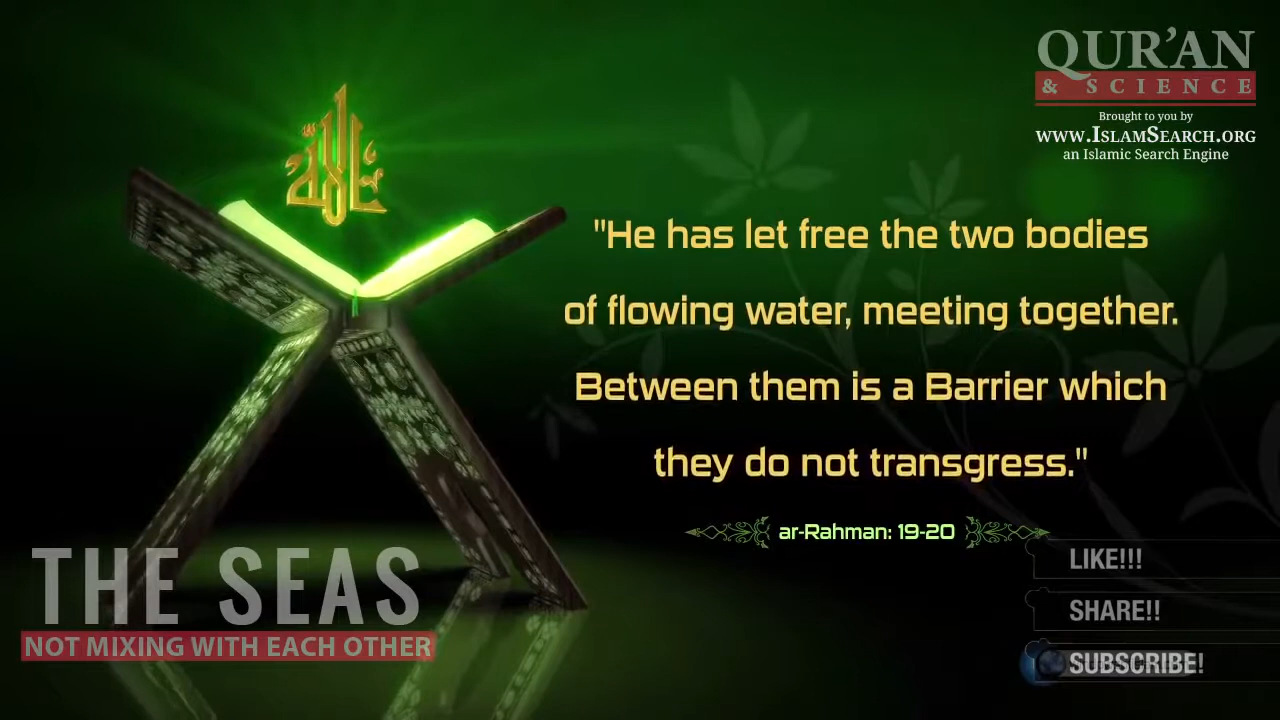 QUR'AN
& SCIENCE
Brought to you by
www.IslamSearch.org
an Islamic Search Engine
الله
"He has let free the two bodies
of flowing water, meeting together.
Between them is a Barrier which
they do not transgress."
ar-Rahman: 19-20
THE SEAS
NOT MIXING WITH EACH OTHER
LIKE!!!
SHARE!!
SUBSCRIBE!